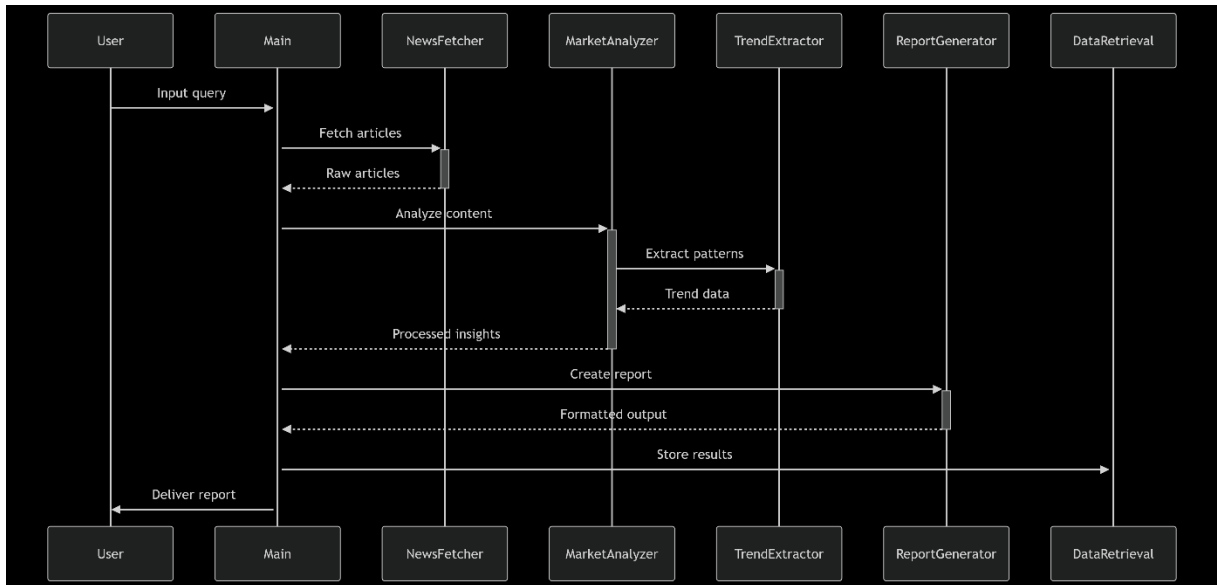 User Main NewsFetcher MarketAnalyzer TrendExtractor ReportGenerator DataRetrieval
Input query
Fetch articles
Raw articles
Analyze content
Extract patterns
Trend data
Processed insights
Create report
Formatted output
Store results
Deliver report
User Main NewsFetcher MarketAnalyzer TrendExtractor ReportGenerator DataRetrieval